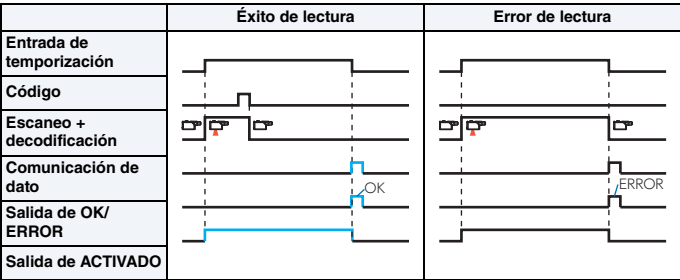 Éxito de lectura
Error de lectura
Entrada de
temporización
Código
Escaneo +
decodificación
Comunicación de
dato
OK
ERROR
Salida de OK/
ERROR
Salida de ACTIVADO